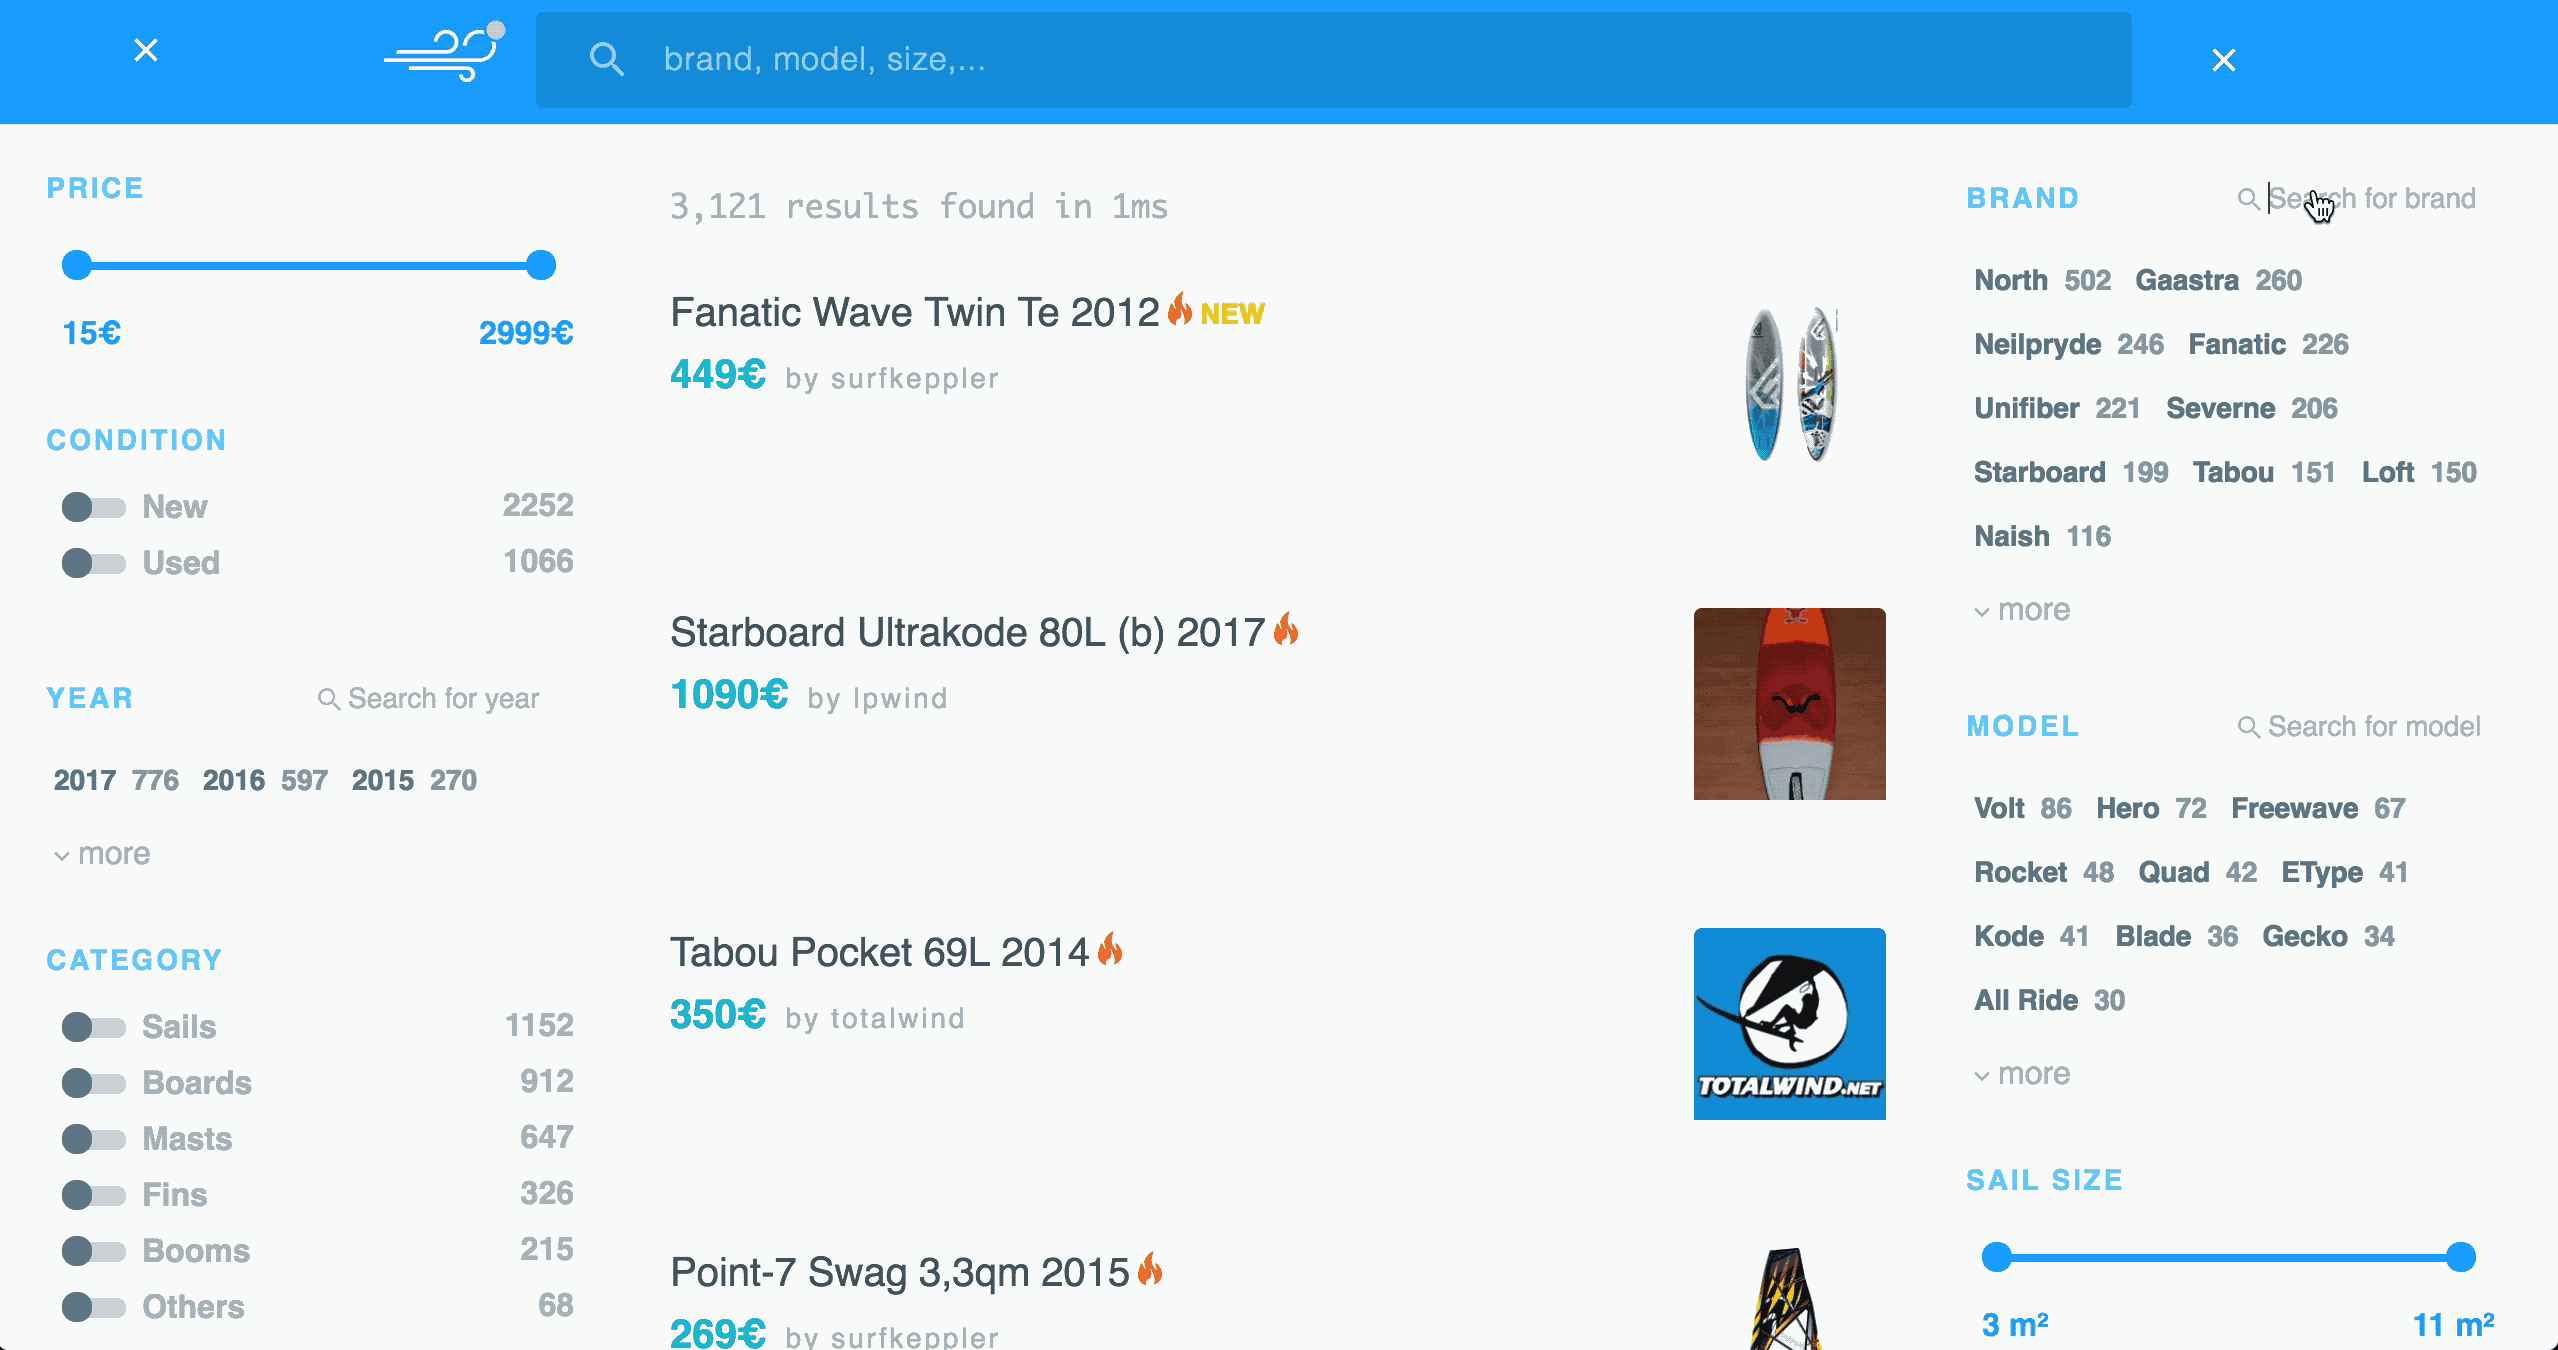 brand, model, size,...
PRICE
15€ 2999€
CONDITION
New 2252
Used 1066
YEAR Search for year
2017 776 2016 597 2015 270
more
CATEGORY
Sails 1152
Boards 912
Masts 647
Fins 326
Booms 215
Others 68
3,121 results found in 1ms
Fanatic Wave Twin Te 2012 NEW
449€ by surfkeppler
Starboard Ultrakode 80L (b) 2017
1090€ by lpwind
Tabou Pocket 69L 2014
350€ by totalwind
TOTALWIND.NET
Point-7 Swag 3,3qm 2015
269€ by surfkeppler
BRAND Search for brand
North 502 Gaastra 260
Neilpryde 246 Fanatic 226
Unifiber 221 Severne 206
Starboard 199 Tabou 151 Loft 150
Naish 116
more
MODEL Search for model
Volt 86 Hero 72 Freewave 67
Rocket 48 Quad 42 EType 41
Kode 41 Blade 36 Gecko 34
All Ride 30
more
SAIL SIZE
3 m² 11 m²